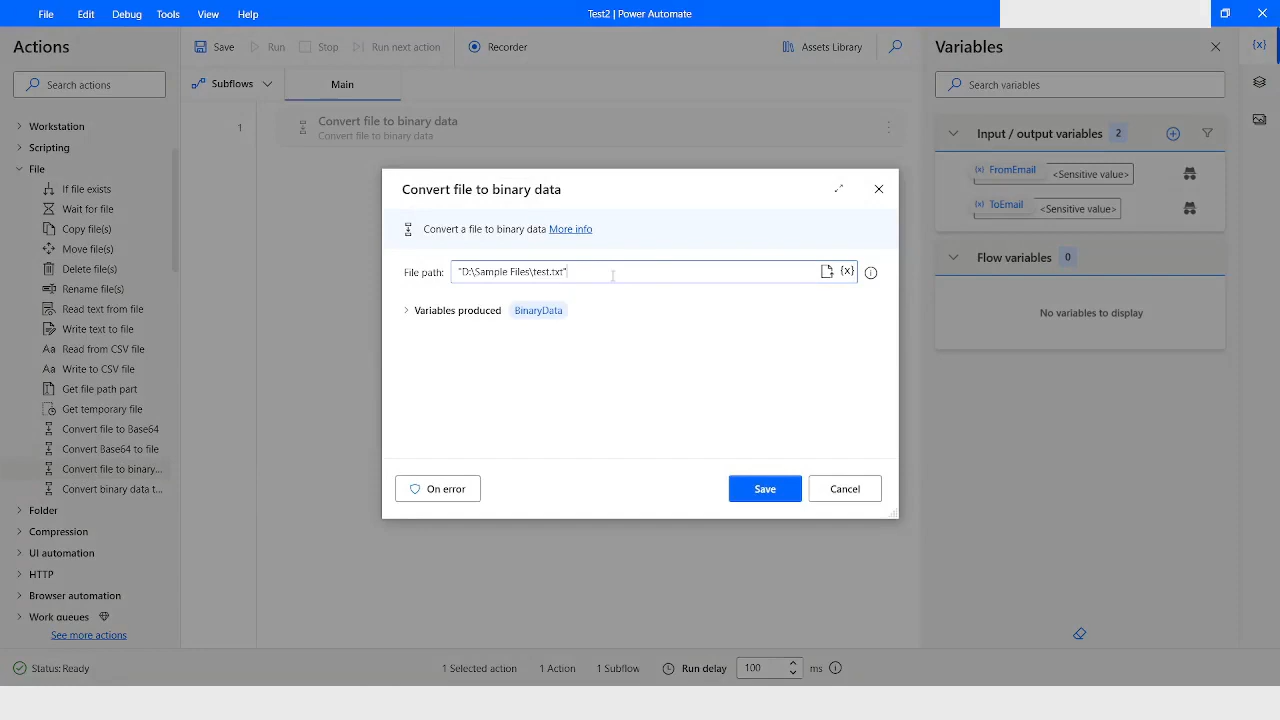 File Edit Debug Tools View Help
Test2 | Power Automate
Actions
Search actions
Workstation
Scripting
File
If file exists
Wait for file
Copy file(s)
Move file(s)
Delete file(s)
Rename file(s)
Read text from file
Write text to file
Read from CSV file
Write to CSV file
Get file path part
Get temporary file
Convert file to Base64
Convert Base64 to file
Convert file to binary...
Convert binary data t...
Folder
Compression
UI automation
HTTP
Browser automation
Work queues
See more actions
Save Run Stop Run next action Recorder Assets Library
Subflows Main
1
Convert file to binary data
Convert file to binary data
Convert file to binary data
Convert a file to binary data More info
File path: "D:\Sample Files\test.txt" {x}
Variables produced BinaryData
On error Save Cancel
Variables
{x}
Search variables
Input / output variables 2
(x) FromEmail <Sensitive value>
(x) ToEmail <Sensitive value>
Flow variables 0
No variables to display
Status: Ready 1 Selected action 1 Action 1 Subflow Run delay 100 ms